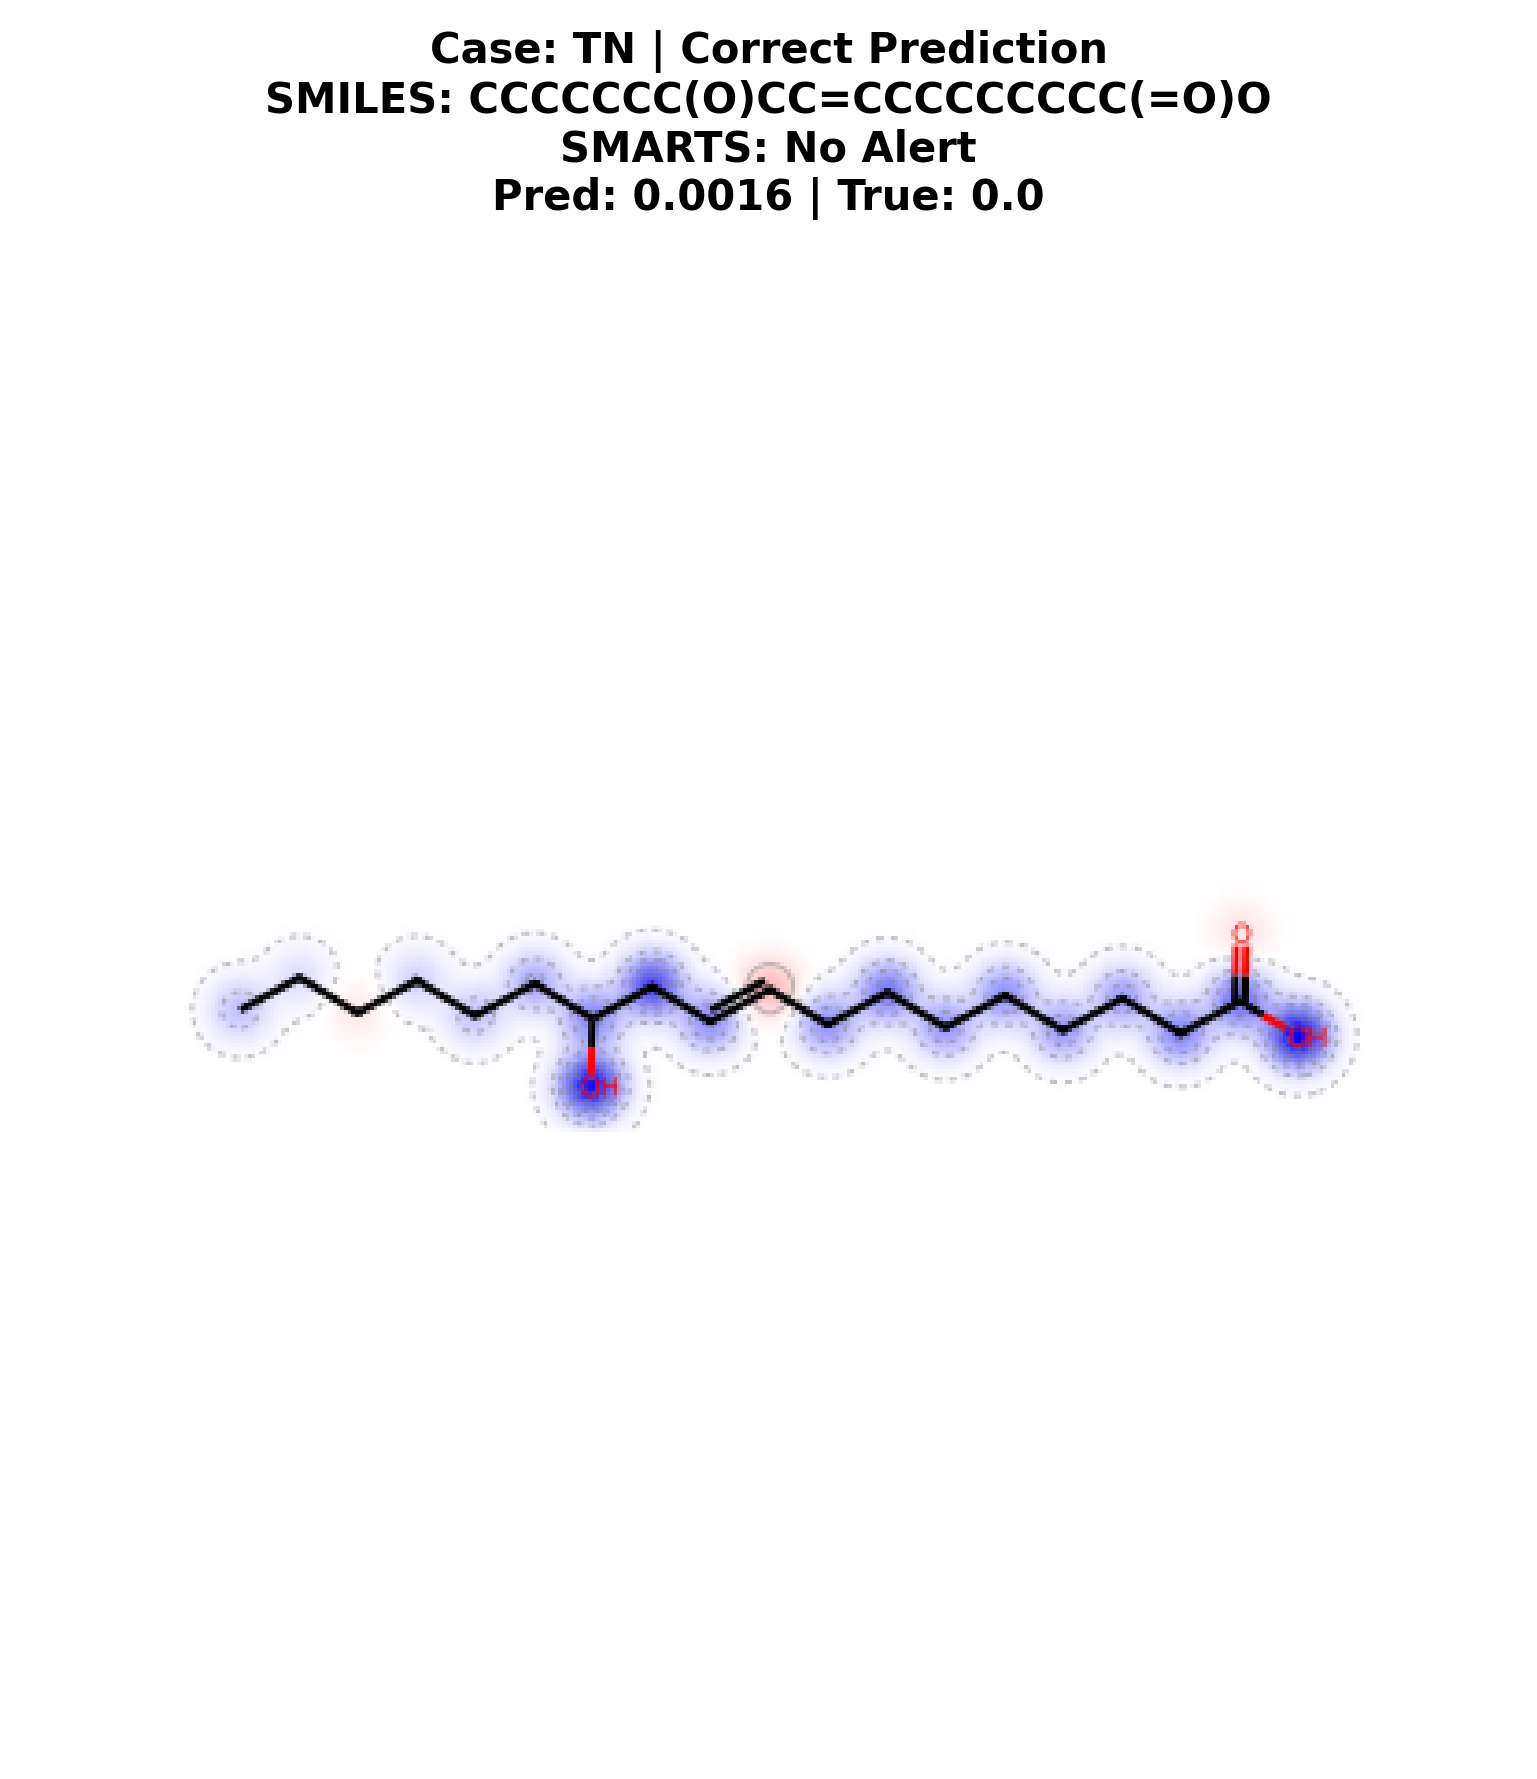 Case: TN | Correct Prediction
SMILES: CCCCCCC(O)CC=CCCCCCCCC(=O)O
SMARTS: No Alert
Pred: 0.0016 | True: 0.0
O
OH
OH